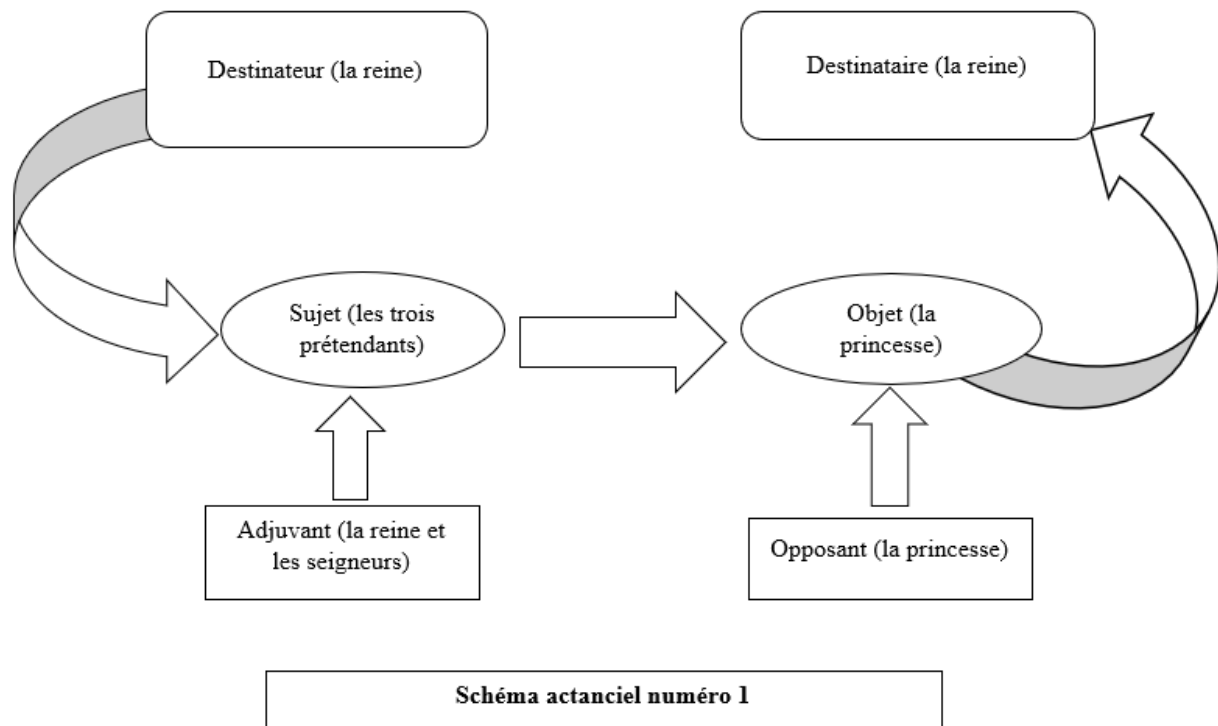 Destinateur (la reine)
Destinataire (la reine)
Sujet (les trois
prétendants)
Objet (la
princesse)
Adjuvant (la reine et
les seigneurs)
Opposant (la princesse)
Schéma actanciel numéro 1